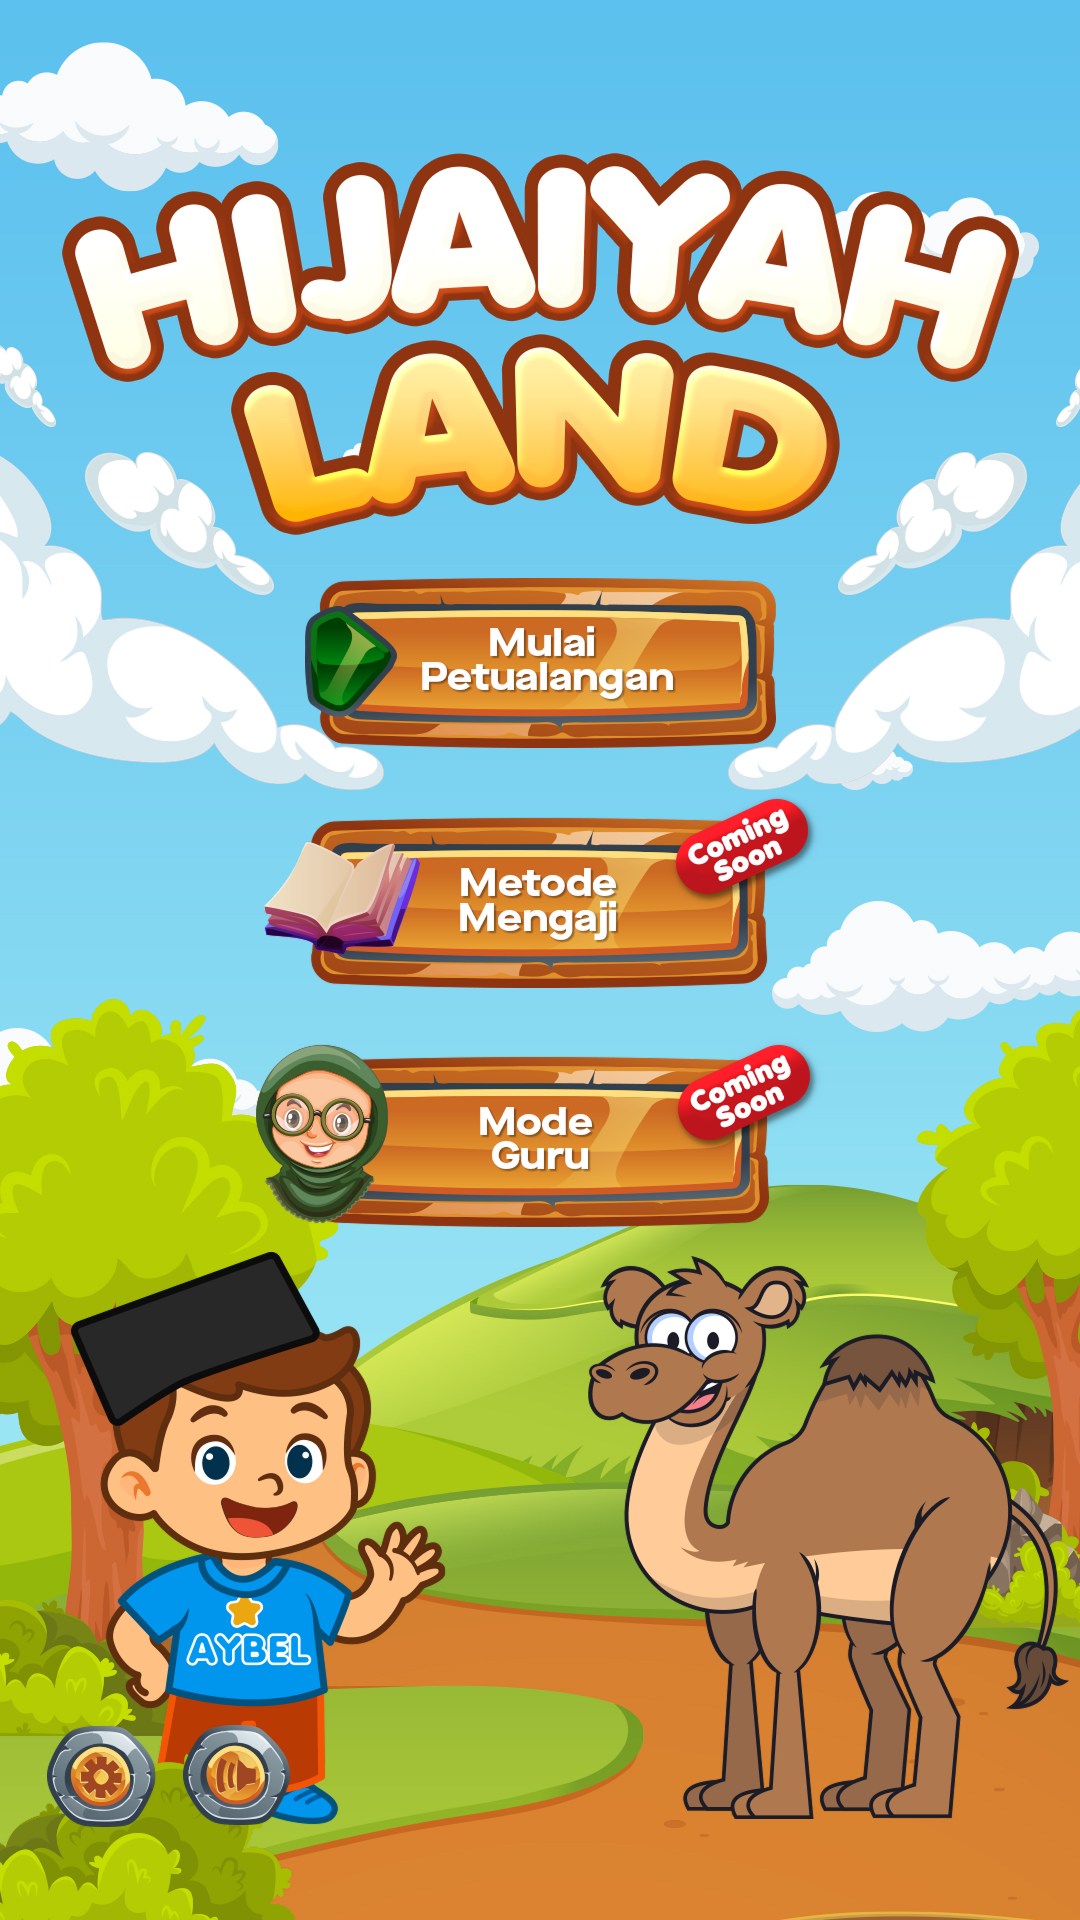 HIJAIYAH
LAND
Mulai
Petualangan
Coming
Soon
Metode
Mengaji
Coming
Soon
Mode
Guru
AYBEL